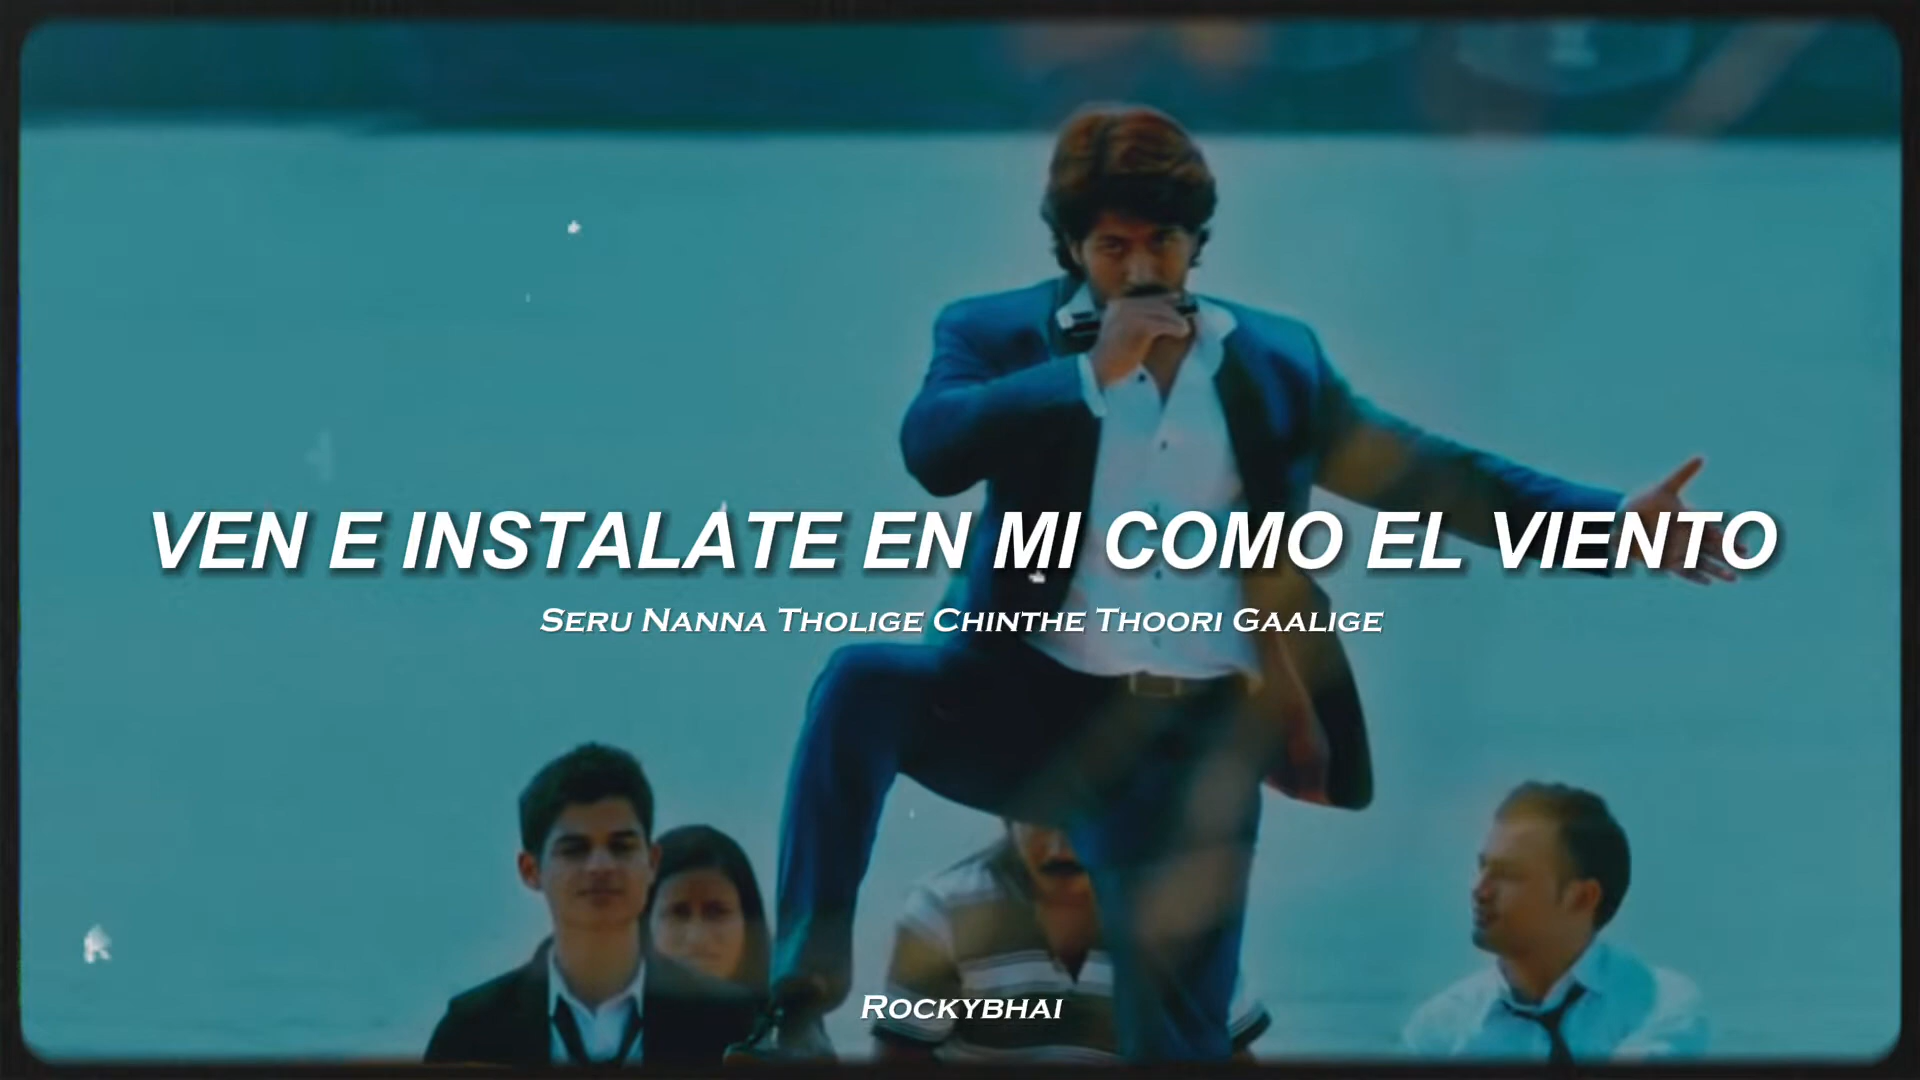 VEN E INSTALATE EN MI COMO EL VIENTO
Seru Nanna Tholige Chinthe Thoori Gaalige
Rockybhai